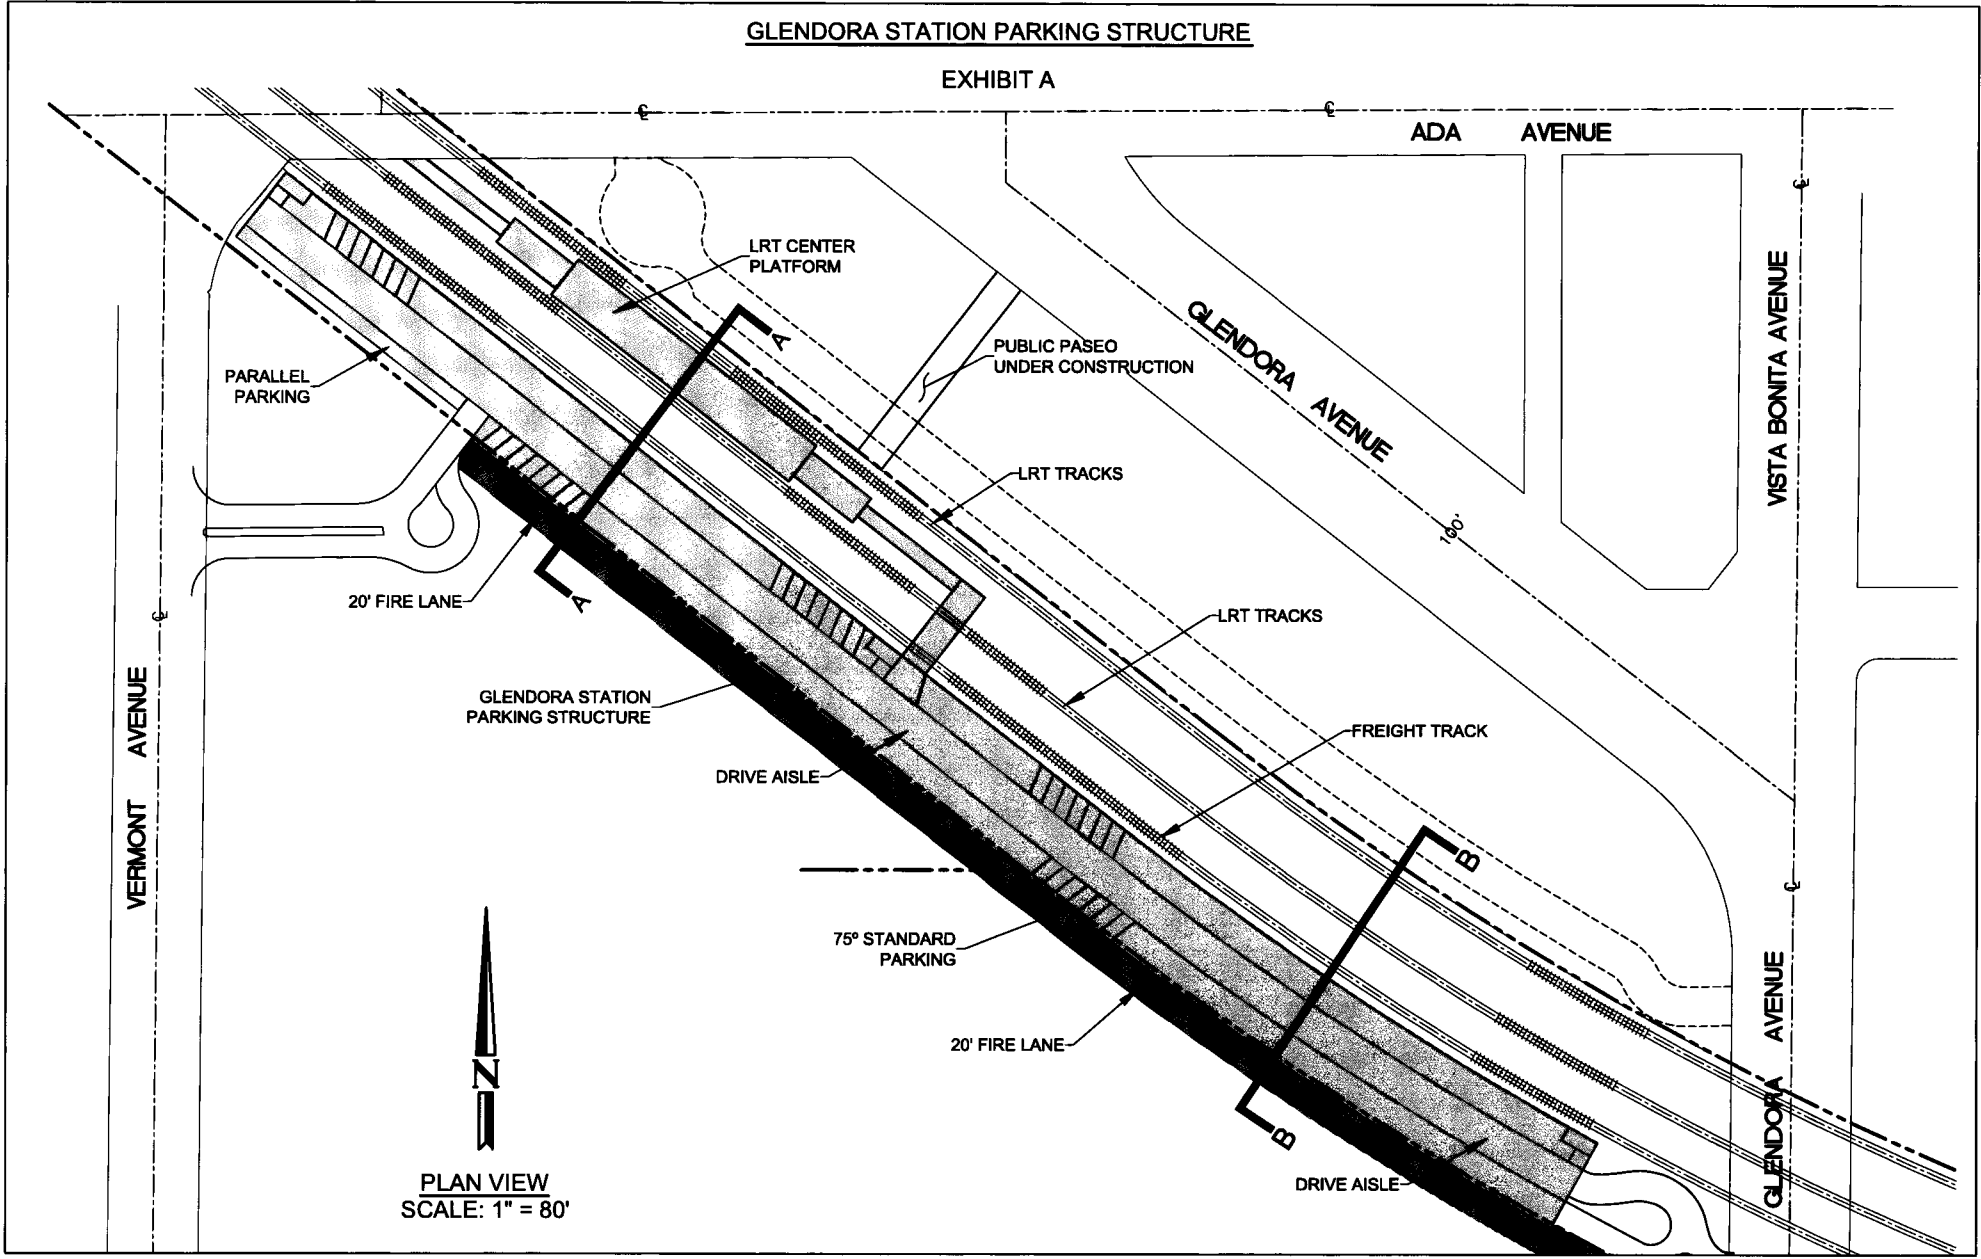 GLENDORA STATION PARKING STRUCTURE
EXHIBIT A
℄
℄
ADA AVENUE
℄
LRT CENTER
PLATFORM
A
GLENDORA AVENUE
VISTA BONITA AVENUE
PUBLIC PASEO
UNDER CONSTRUCTION
PARALLEL
PARKING
LRT TRACKS
100'
20' FIRE LANE
A
℄
LRT TRACKS
GLENDORA STATION
PARKING STRUCTURE
FREIGHT TRACK
VERMONT AVENUE
DRIVE AISLE
B
℄
75º STANDARD
PARKING
20' FIRE LANE
GLENDORA AVENUE
N
B
DRIVE AISLE
PLAN VIEW
SCALE: 1" = 80'